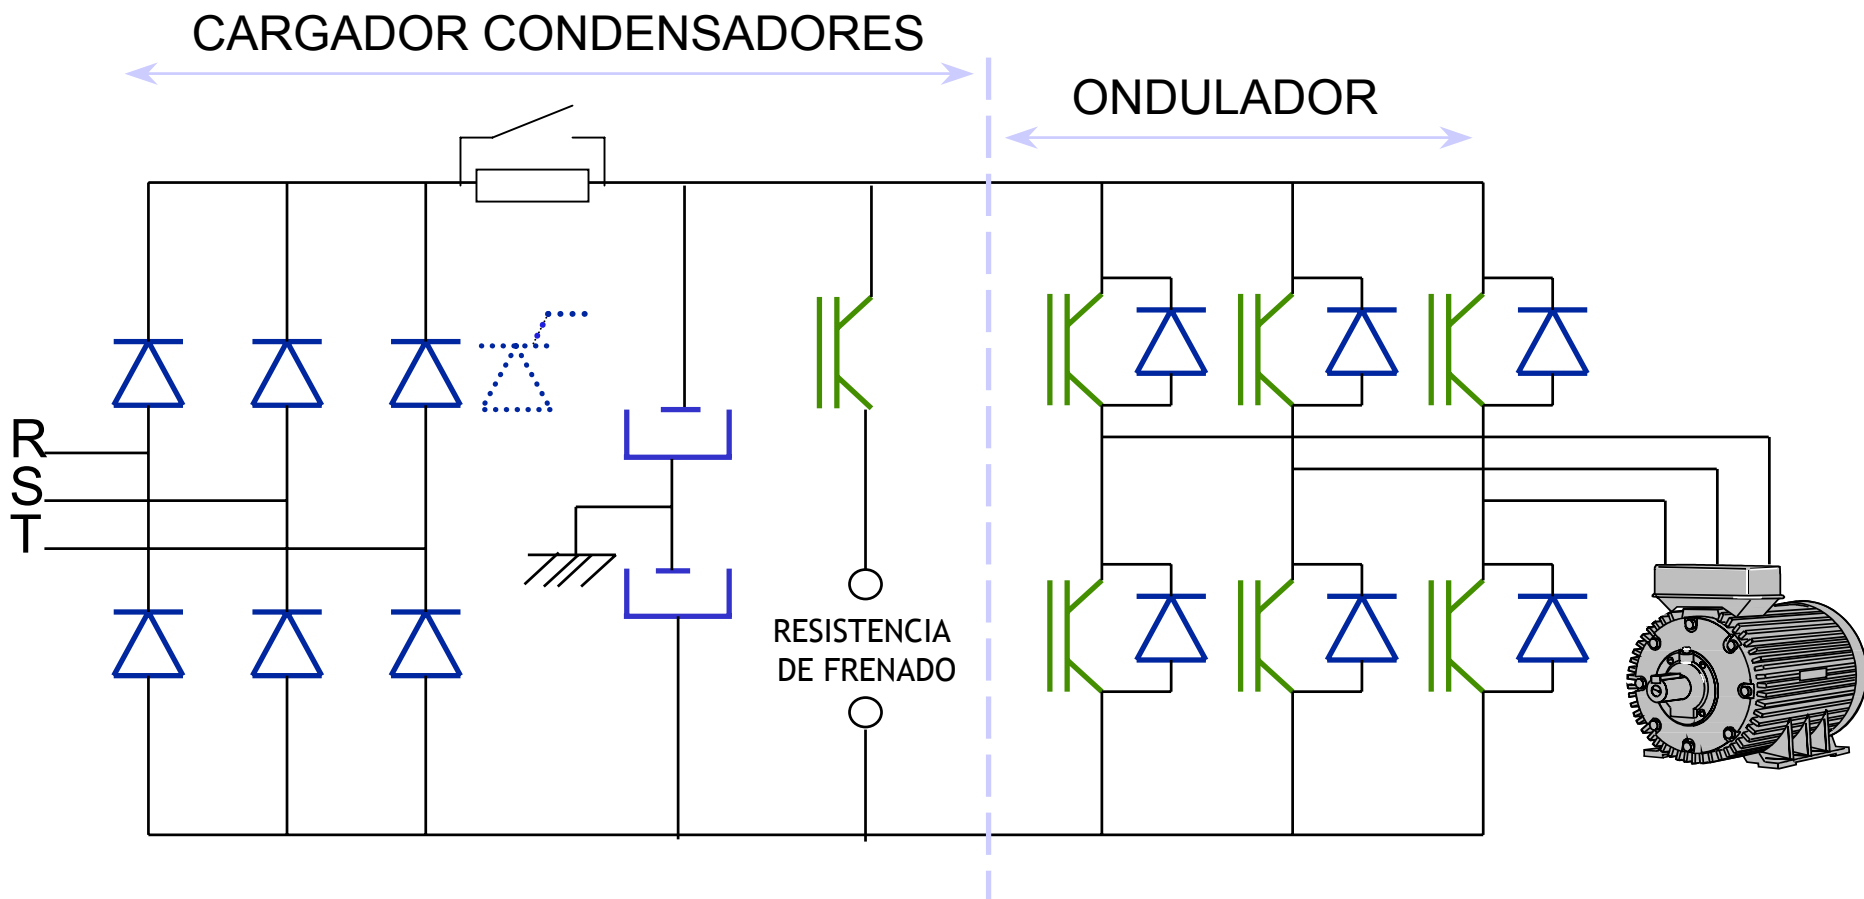 CARGADOR CONDENSADORES
ONDULADOR
R
S
T
RESISTENCIA
DE FRENADO